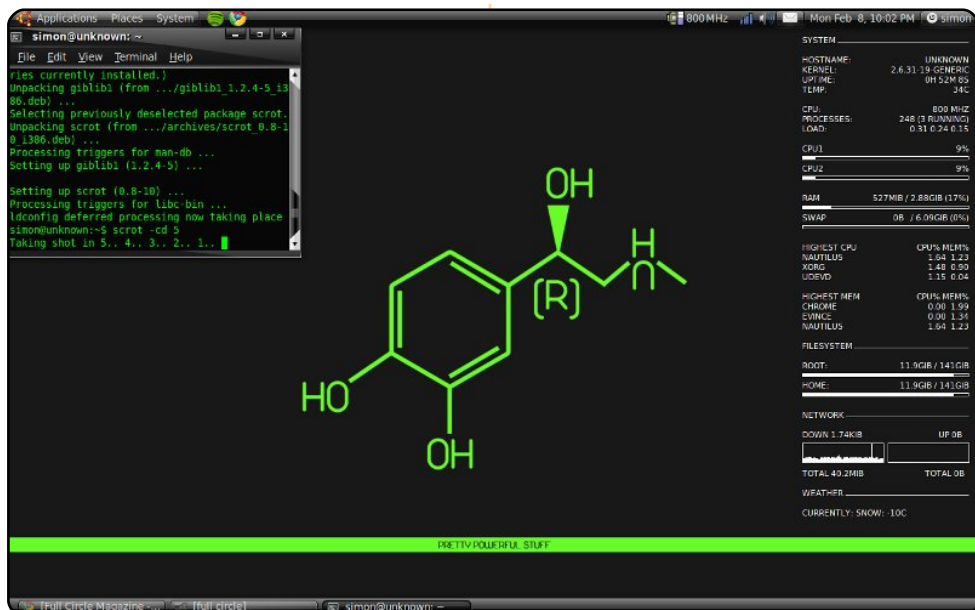 Applications Places System
800 MHz
Mon Feb 8, 10:02 PM
simon
simon@unknown: ~
File Edit View Terminal Help
ries currently installed.)
Unpacking giblib1 (from .../giblib1_1.2.4-5_i3
86.deb) ...
Selecting previously deselected package scrot.
Unpacking scrot (from .../archives/scrot_0.8-1
0_i386.deb) ...
Processing triggers for man-db ...
Setting up giblib1 (1.2.4-5) ...
Setting up scrot (0.8-10) ...
Processing triggers for libc-bin ...
ldconfig deferred processing now taking place
simon@unknown:~$ scrot -cd 5
Taking shot in 5.. 4.. 3.. 2.. 1..
OH
H
N
(R)
HO
OH
SYSTEM
HOSTNAME: UNKNOWN
KERNEL: 2.6.31-19-GENERIC
UPTIME: 0H 52M 8S
TEMP: 34C
CPU: 800 MHZ
PROCESSES: 248 (3 RUNNING)
LOAD: 0.31 0.24 0.15
CPU1 9%
CPU2 9%
RAM 527MIB / 2.88GIB (17%)
SWAP 0B / 6.09GIB (0%)
HIGHEST CPU CPU% MEM%
NAUTILUS 1.64 1.23
XORG 1.48 0.90
UDEVD 1.15 0.04
HIGHEST MEM CPU% MEM%
CHROME 0.00 1.99
EVINCE 0.00 1.34
NAUTILUS 1.64 1.23
FILESYSTEM
ROOT: 11.9GIB / 141GIB
HOME: 11.9GIB / 141GIB
NETWORK
DOWN 1.74KIB UP 0B
TOTAL 40.2MIB TOTAL 0B
WEATHER
CURRENTLY: SNOW: -10C
PRETTY POWERFUL STUFF
[Full Circle Magazine -...
[full circle]
simon@unknown: ~